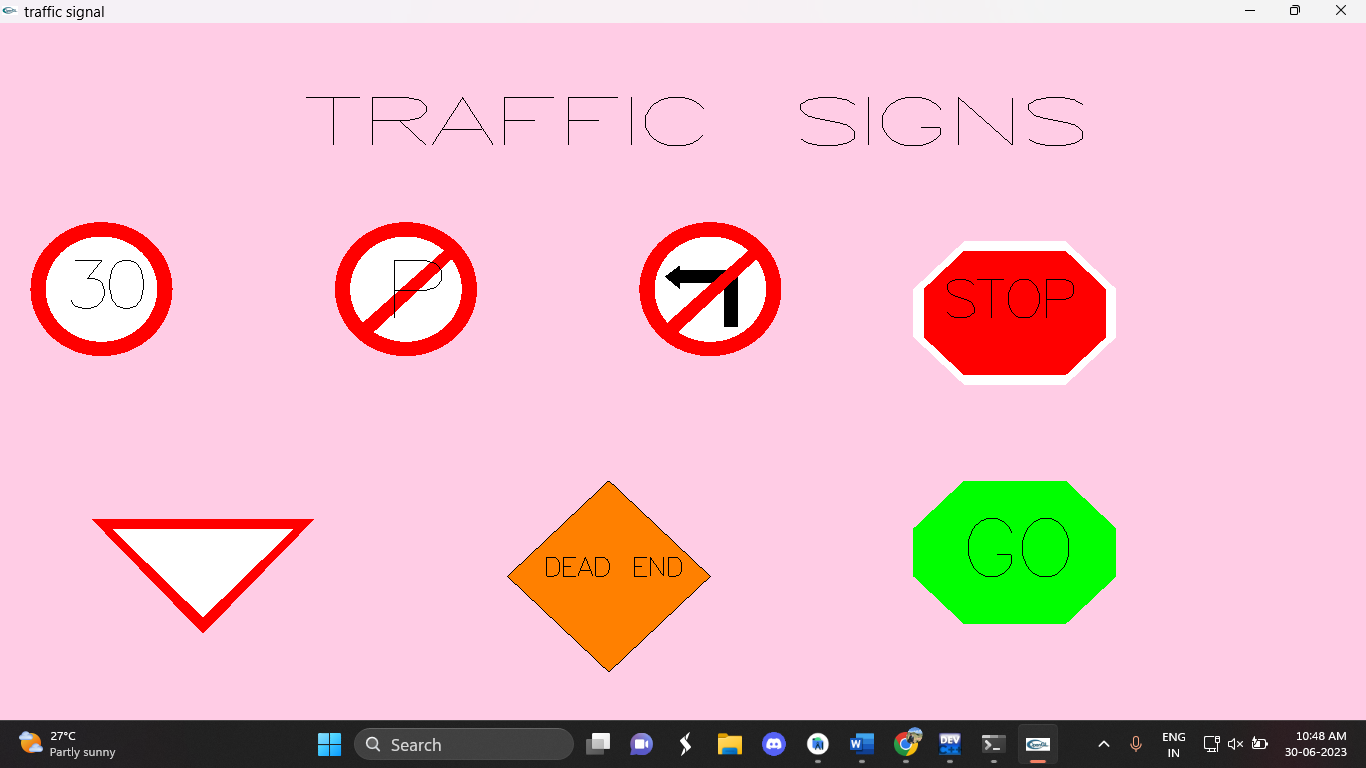 traffic signal
TRAFFIC SIGNS
30
P
STOP
DEAD END
GO
27°C
Partly sunny
Search
DEV
ENG
IN
10:48 AM
30-06-2023